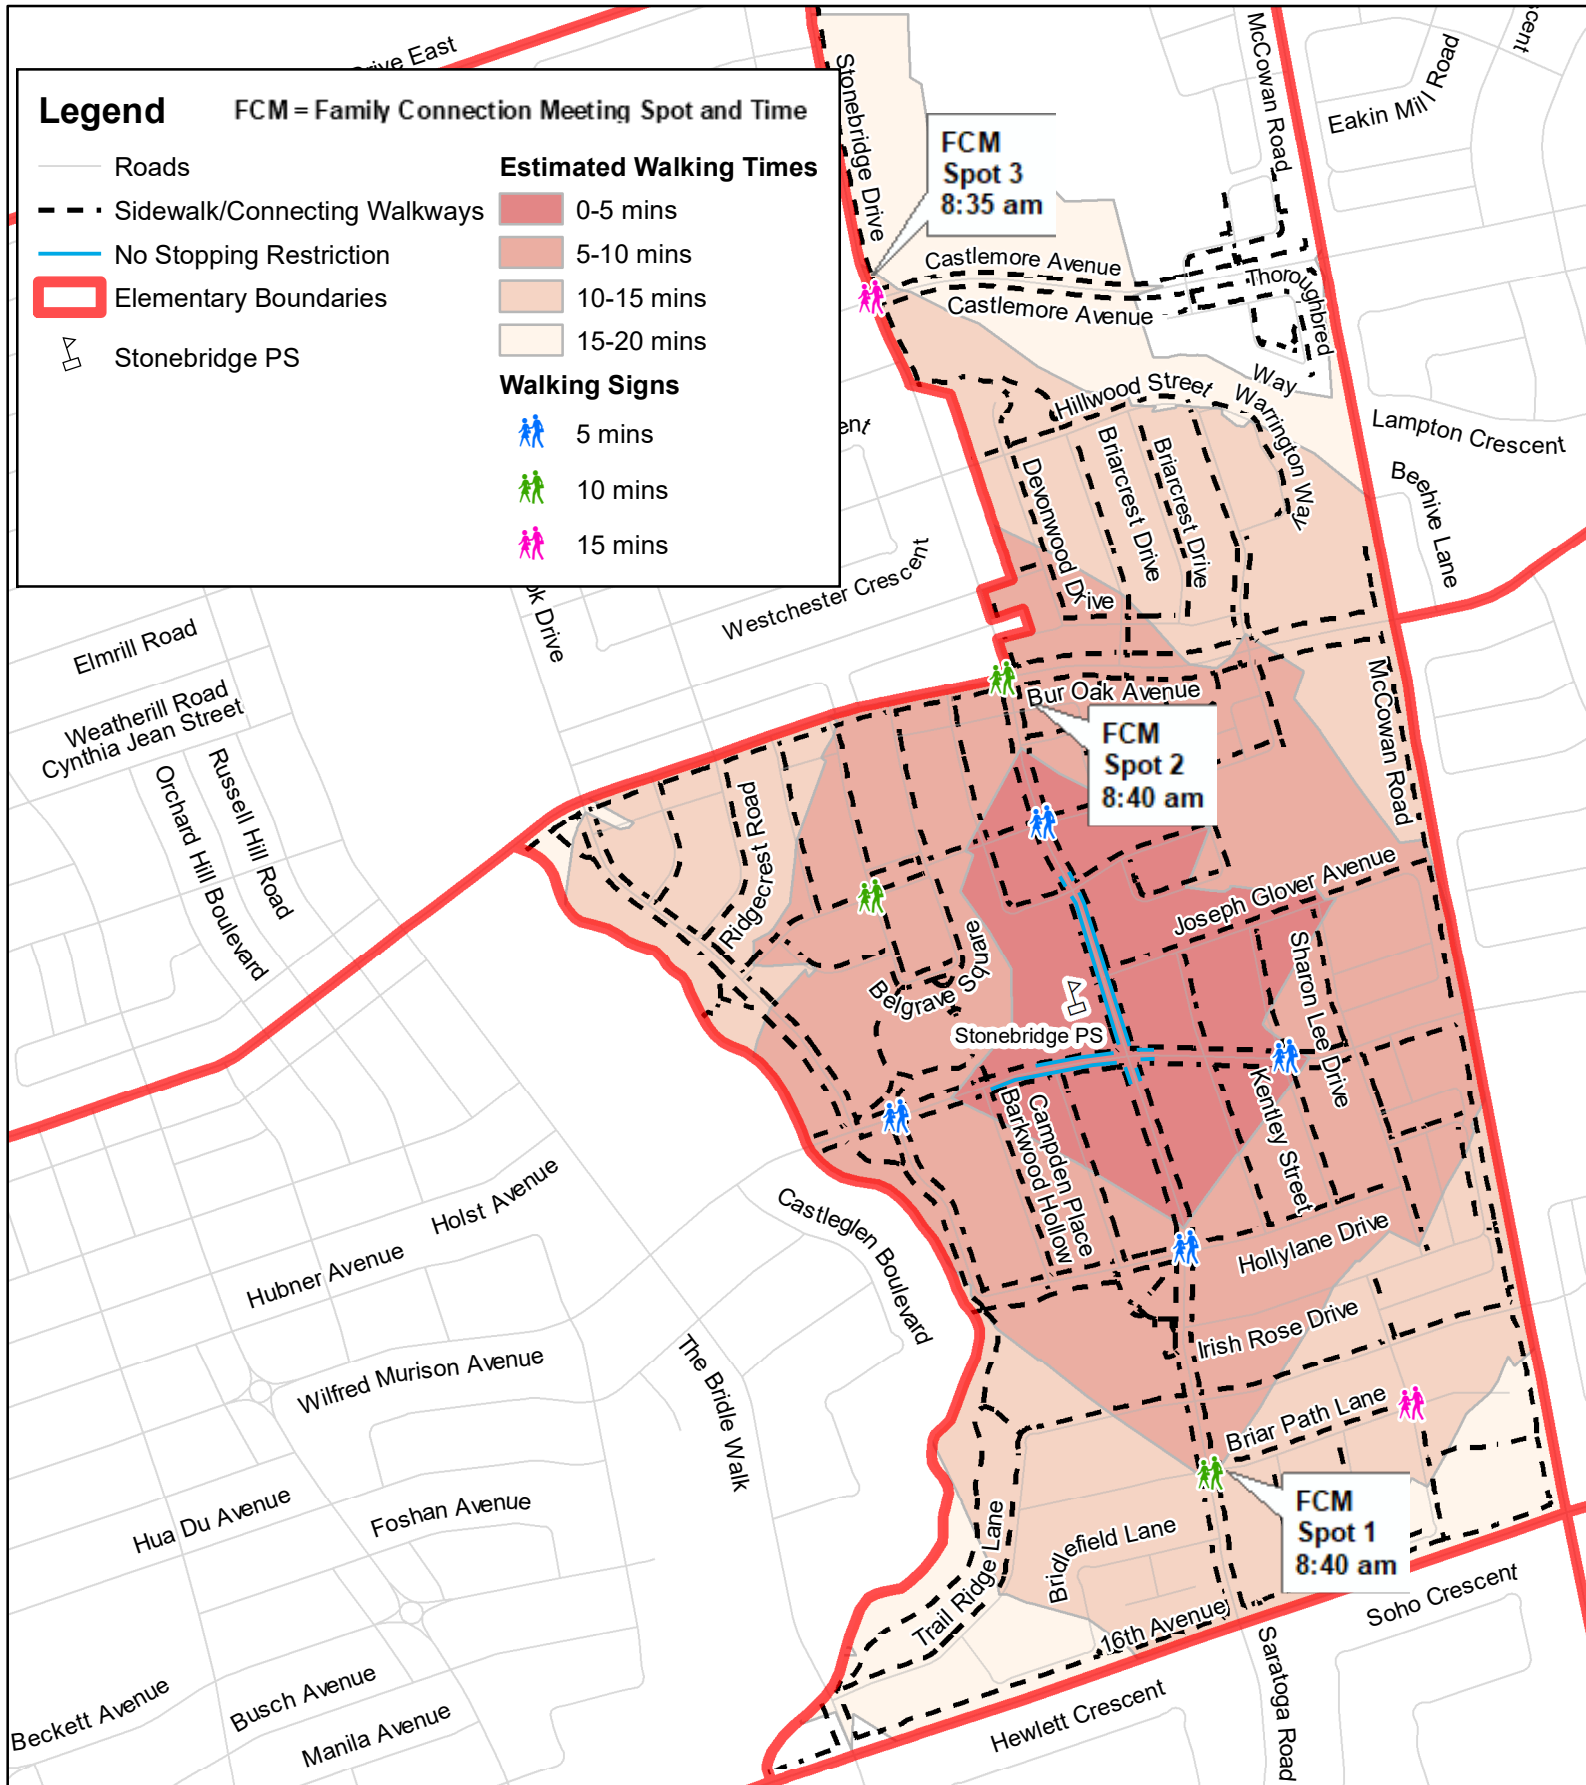 Drive East
Stonebridge Drive
McCowan Road
Eakin Mill Road
scent
Legend
FCM = Family Connection Meeting Spot and Time
Roads
Sidewalk/Connecting Walkways
No Stopping Restriction
Elementary Boundaries
Stonebridge PS
Estimated Walking Times
0-5 mins
5-10 mins
10-15 mins
15-20 mins
Walking Signs
5 mins
10 mins
15 mins
FCM
Spot 3
8:35 am
Castlemore Avenue
Castlemore Avenue
Thoroughbred
Way
Hillwood Street
Warrington Way
Lampton Crescent
Beehive Lane
ent
Devonwood Drive
Briarcrest Drive
Briarcrest Drive
Westchester Crescent
ok Drive
Elmrill Road
Weatherill Road
Cynthia Jean Street
Russell Hill Road
Orchard Hill Boulevard
Bur Oak Avenue
FCM
Spot 2
8:40 am
McCowan Road
Ridgecrest Road
Joseph Glover Avenue
Belgrave Square
Sharon Lee Drive
Stonebridge PS
Kentley Street
Campden Place
Barkwood Hollow
Castleglen Boulevard
Holst Avenue
Hubner Avenue
Hollylane Drive
Irish Rose Drive
Wilfred Murison Avenue
The Bridle Walk
Briar Path Lane
Hua Du Avenue
Foshan Avenue
FCM
Spot 1
8:40 am
Bridlefield Lane
Trail Ridge Lane
16th Avenue
Soho Crescent
Saratoga Road
Hewlett Crescent
Beckett Avenue
Busch Avenue
Manila Avenue